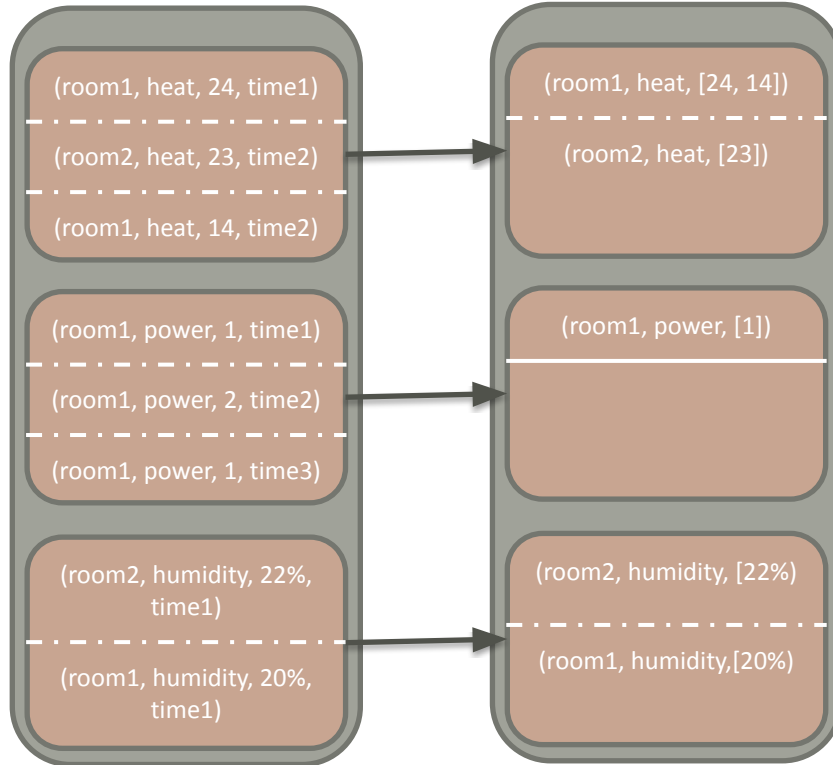 (room1, heat, 24, time1)
(room2, heat, 23, time2)
(room1, heat, 14, time2)
(room1, power, 1, time1)
(room1, power, 2, time2)
(room1, power, 1, time3)
(room2, humidity, 22%,
time1)
(room1, humidity, 20%,
time1)
(room1, heat, [24, 14])
(room2, heat, [23])
(room1, power, [1])
(room2, humidity, [22%)
(room1, humidity,[20%)